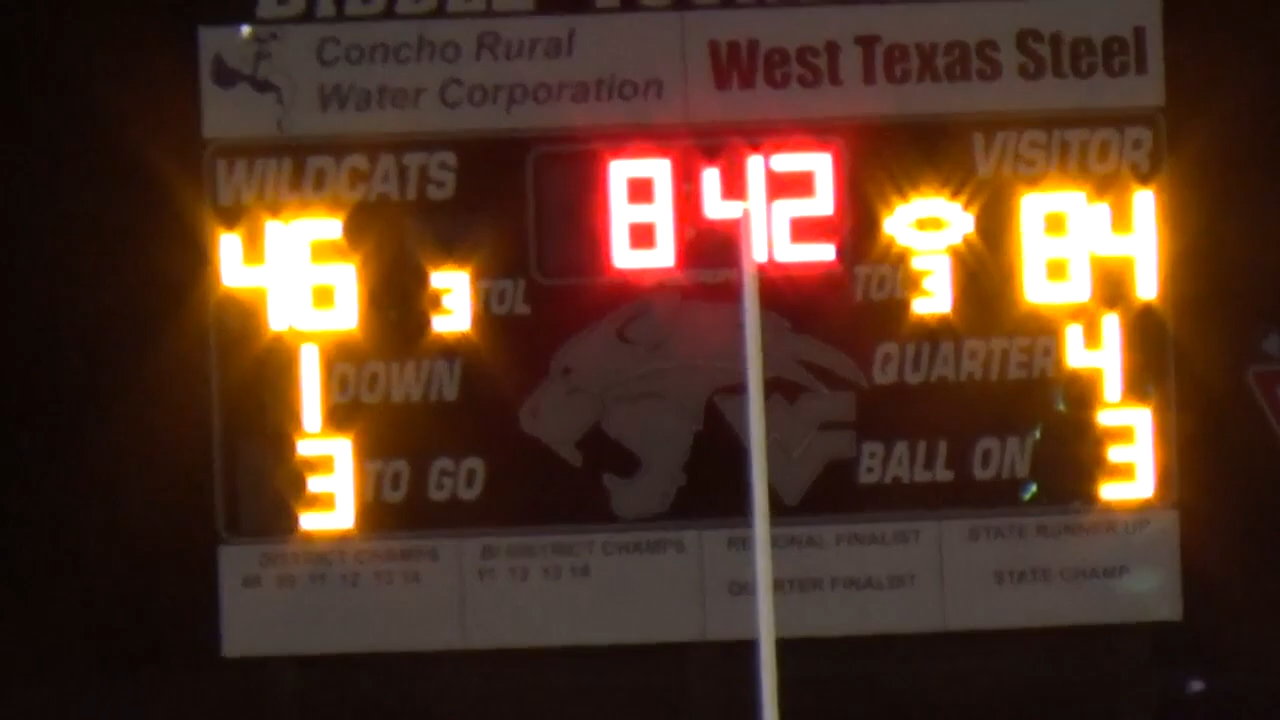 Concho Rural
Water Corporation
West Texas Steel
WILDCATS
8 42
VISITOR
46
3 TOL
TOL 3
84
1 DOWN
QUARTER 4
3 TO GO
BALL ON 3
DISTRICT CHAMPS
BI-DISTRICT CHAMPS
REGIONAL FINALIST
STATE RUNNER UP
QUARTER FINALIST
STATE CHAMP